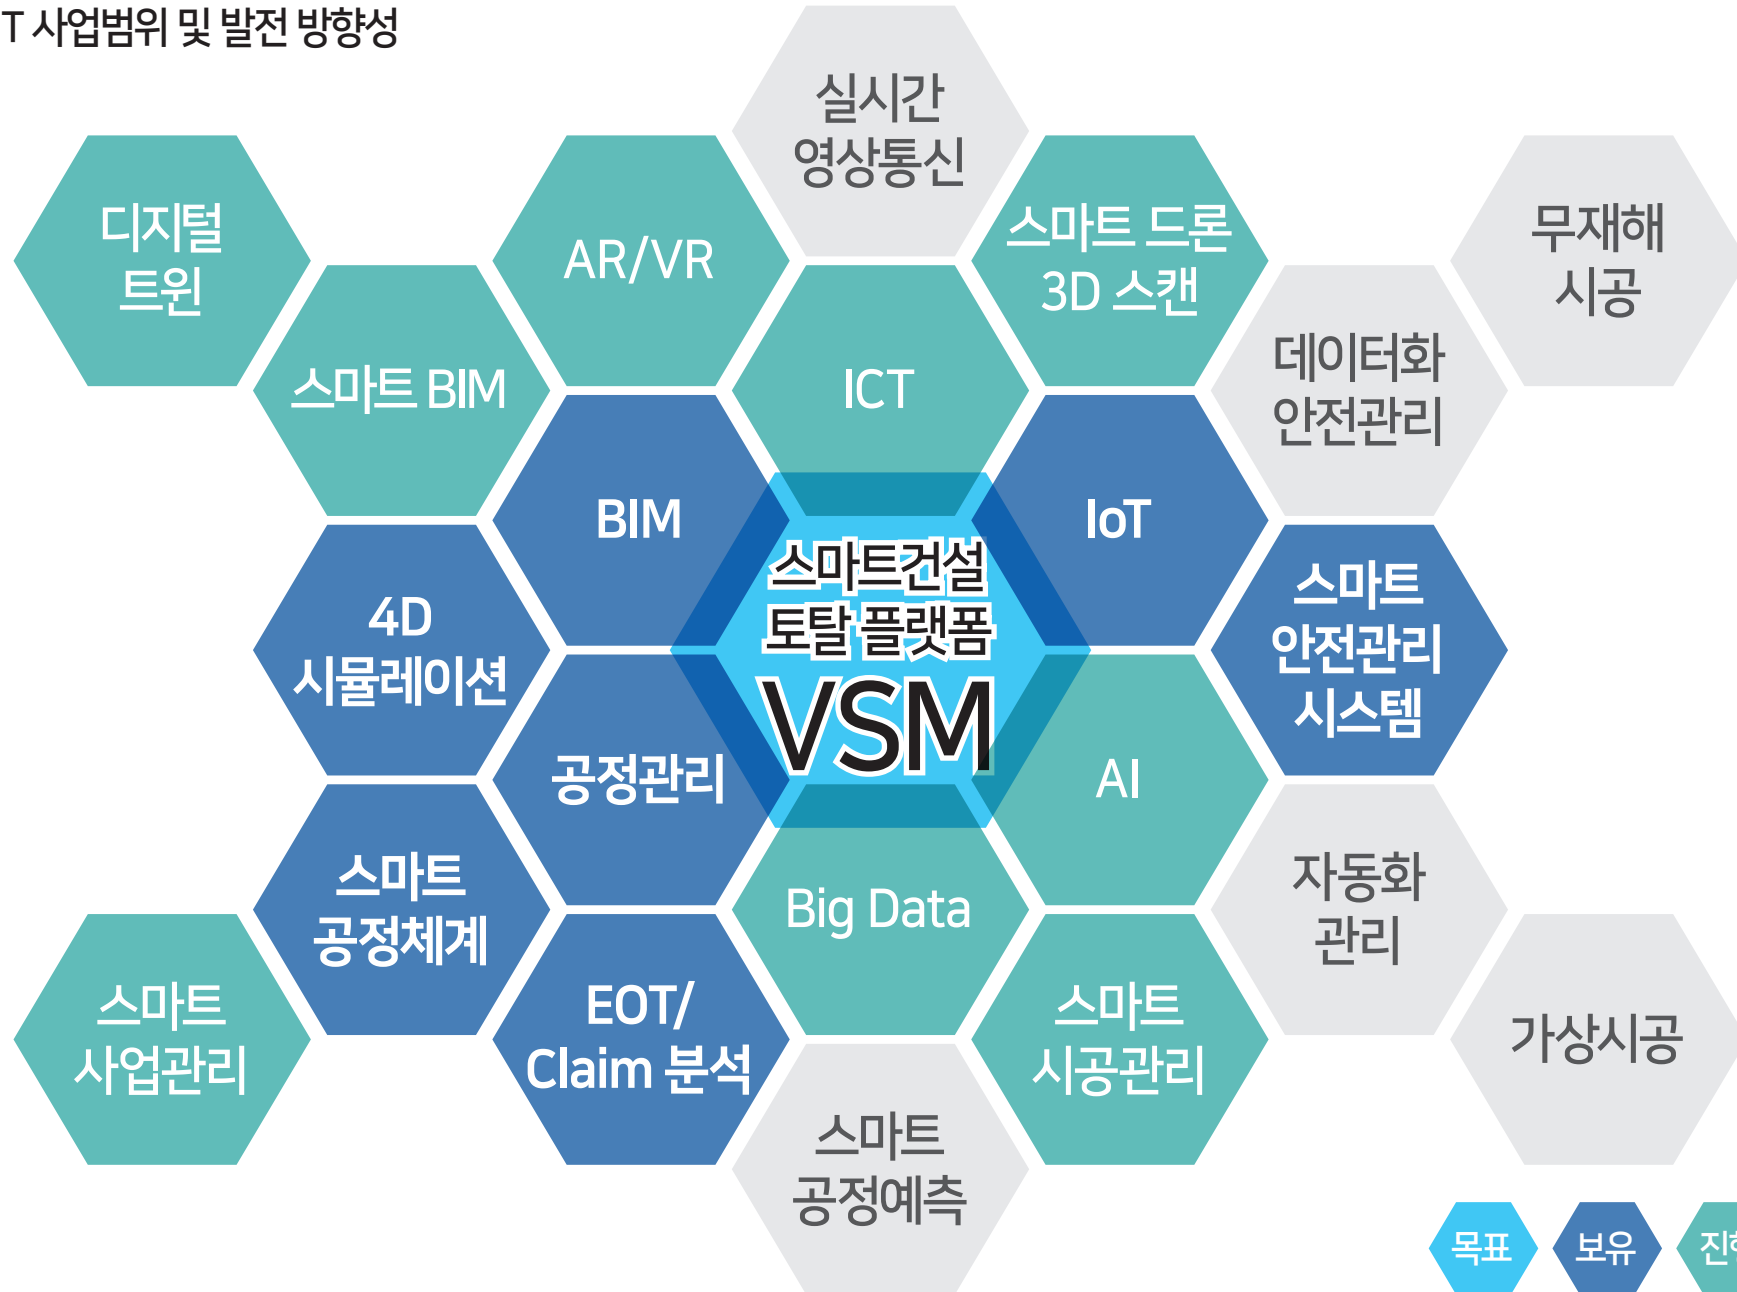 T 사업범위 및 발전 방향성
실시간
영상통신
디지털
트윈
AR/VR
스마트 드론
3D 스캔
무재해
시공
스마트 BIM
ICT
데이터화
안전관리
BIM
IoT
스마트건설
토탈 플랫폼
VSM
4D
시뮬레이션
스마트
안전관리
시스템
공정관리
AI
스마트
공정체계
Big Data
자동화
관리
스마트
사업관리
EOT/
Claim 분석
스마트
시공관리
가상시공
스마트
공정예측
목표
보유